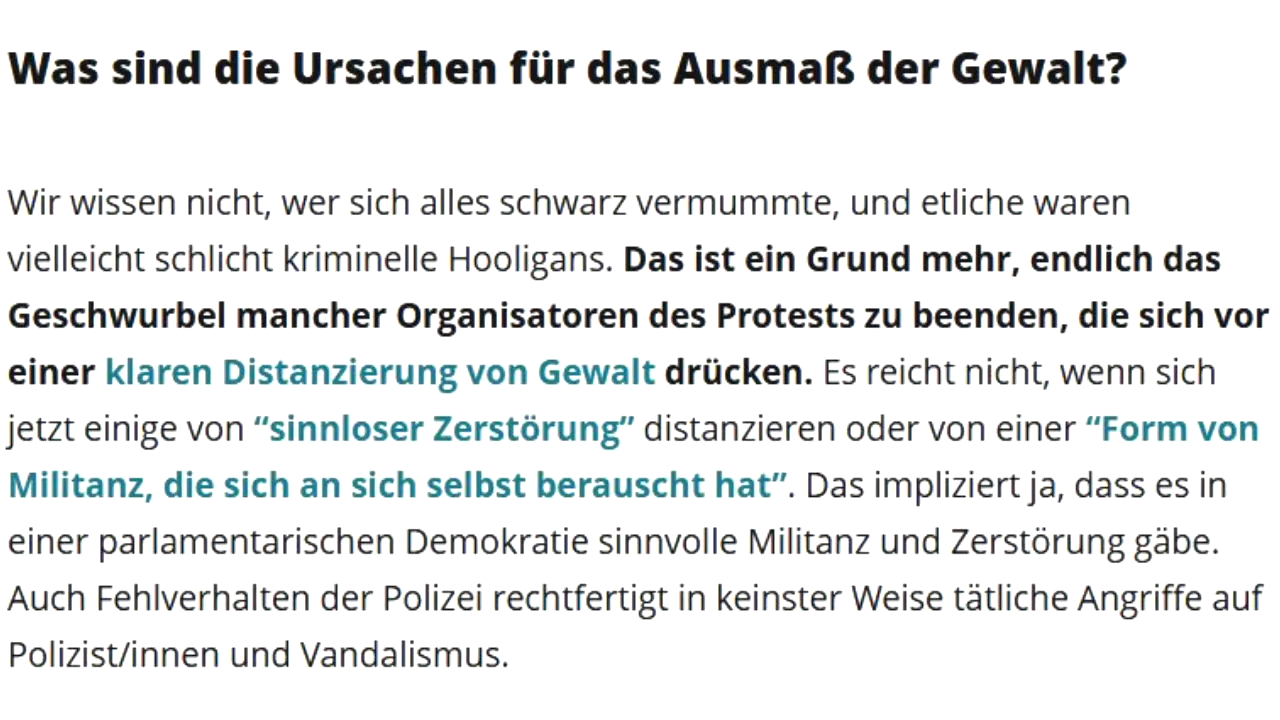 Was sind die Ursachen für das Ausmaß der Gewalt?
Wir wissen nicht, wer sich alles schwarz vermummte, und etliche waren
vielleicht schlicht kriminelle Hooligans. Das ist ein Grund mehr, endlich das
Geschwurbel mancher Organisatoren des Protests zu beenden, die sich vor
einer klaren Distanzierung von Gewalt drücken. Es reicht nicht, wenn sich
jetzt einige von “sinnloser Zerstörung” distanzieren oder von einer “Form von
Militanz, die sich an sich selbst berauscht hat”. Das impliziert ja, dass es in
einer parlamentarischen Demokratie sinnvolle Militanz und Zerstörung gäbe.
Auch Fehlverhalten der Polizei rechtfertigt in keinster Weise tätliche Angriffe auf
Polizist/innen und Vandalismus.